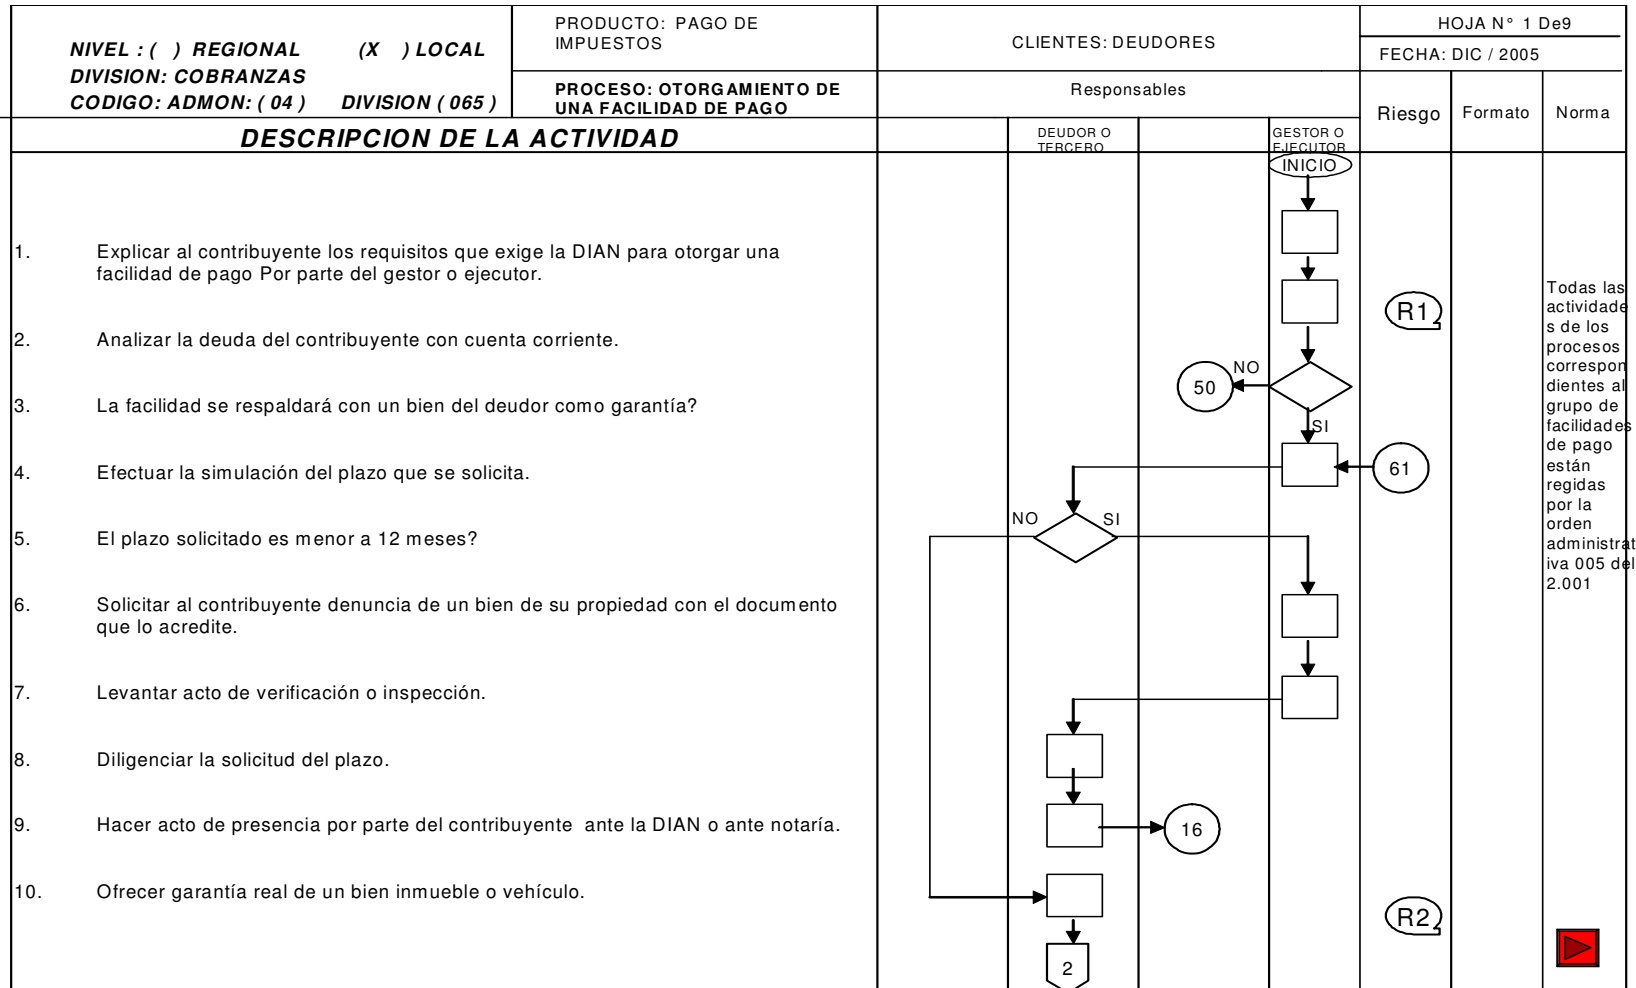 NIVEL : (   ) REGIONAL (X   ) LOCAL
DIVISION: COBRANZAS
CODIGO: ADMON: ( 04 ) DIVISION ( 065 )
PRODUCTO: PAGO DE
IMPUESTOS
PROCESO: OTORGAMIENTO DE
UNA FACILIDAD DE PAGO
CLIENTES: DEUDORES
HOJA N° 1 De9
FECHA: DIC / 2005
Responsables
Riesgo
Formato
Norma
DESCRIPCION DE LA ACTIVIDAD
DEUDOR O
TERCERO
GESTOR O
EJECUTOR
INICIO
1. Explicar al contribuyente los requisitos que exige la DIAN para otorgar una
facilidad de pago Por parte del gestor o ejecutor.
2. Analizar la deuda del contribuyente con cuenta corriente.
3. La facilidad se respaldará con un bien del deudor como garantía?
4. Efectuar la simulación del plazo que se solicita.
5. El plazo solicitado es menor a 12 meses?
6. Solicitar al contribuyente denuncia de un bien de su propiedad con el documento
que lo acredite.
7. Levantar acto de verificación o inspección.
8. Diligenciar la solicitud del plazo.
9. Hacer acto de presencia por parte del contribuyente ante la DIAN o ante notaría.
10. Ofrecer garantía real de un bien inmueble o vehículo.
R1
NO
50
SI
61
NO
SI
16
2
R2
Todas las
actividade
s de los
procesos
correspon
dientes al
grupo de
facilidades
de pago
están
regidas
por la
orden
administrat
iva 005 del
2.001